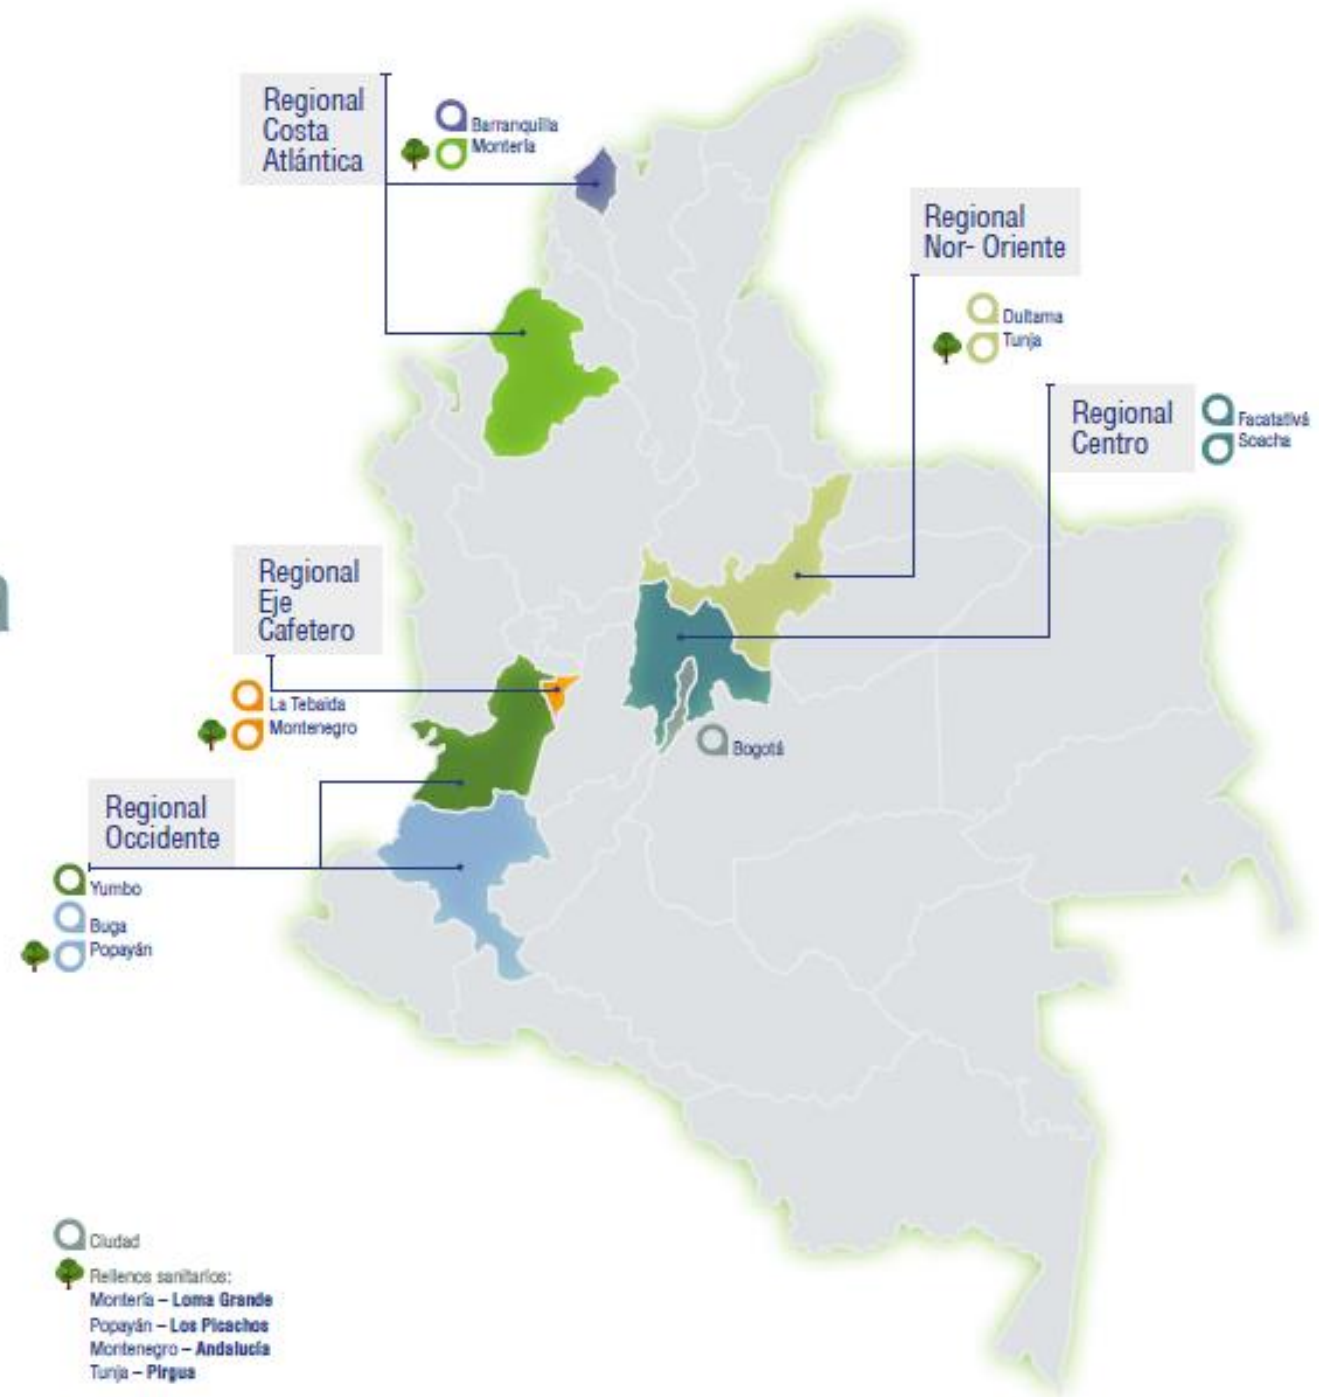 Regional
Costa
Atlántica
Barranquilla
Montería
Regional
Nor- Oriente
Duitama
Tunja
Regional
Centro
Facatativá
Soacha
Regional
Eje
Cafetero
La Tebaida
Montenegro
Bogotá
Regional
Occidente
Yumbo
Buga
Popayán
Ciudad
Rellenos sanitarios:
Montería – Loma Grande
Popayán – Los Picachos
Montenegro – Andalucía
Tunja – Pirgua